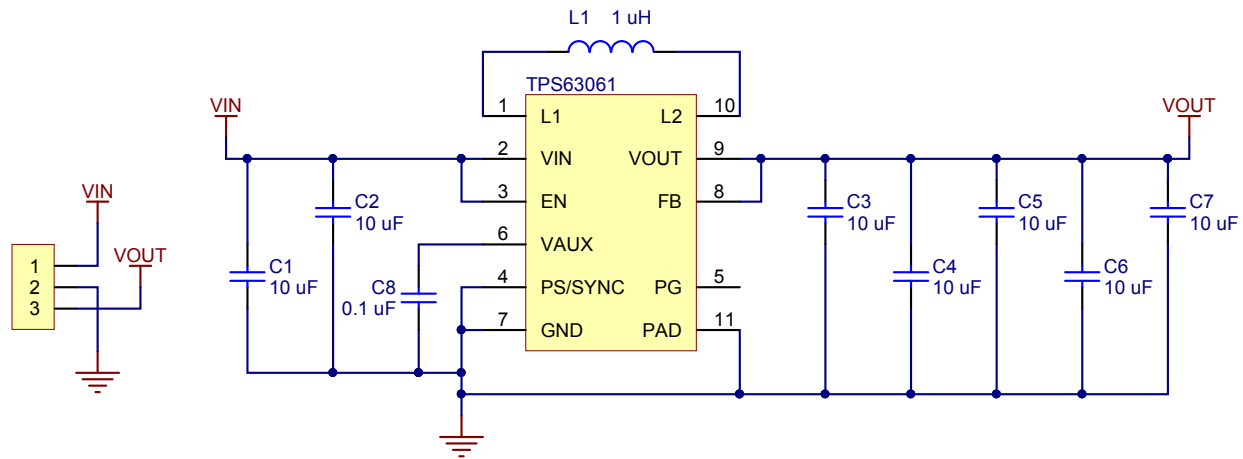 L1 1 uH
TPS63061
VIN
VOUT
1 L1 L2 10
2 VIN VOUT 9
3 EN FB 8
6 VAUX
4 PS/SYNC PG 5
7 GND PAD 11
VIN
VOUT
1
2
3
C1
10 uF
C2
10 uF
C8
0.1 uF
C3
10 uF
C4
10 uF
C5
10 uF
C6
10 uF
C7
10 uF